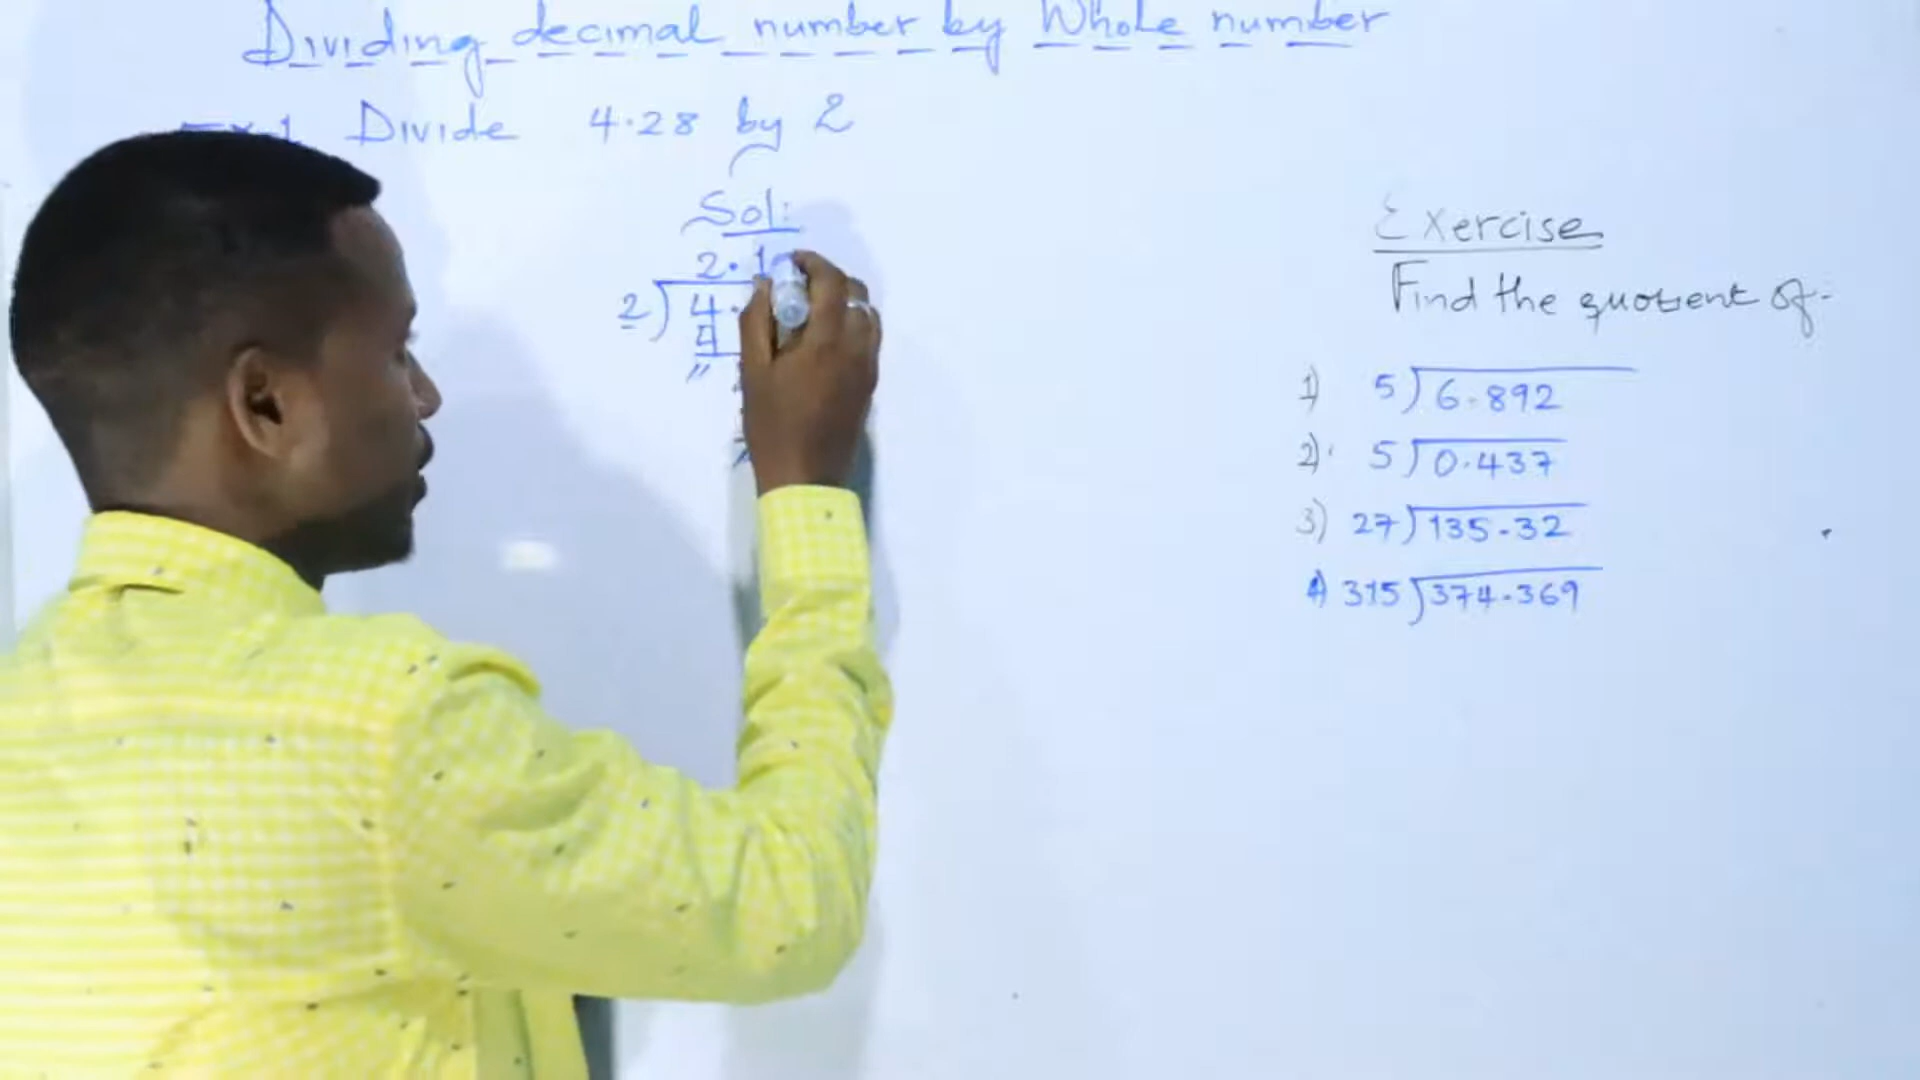 Dividing decimal number by Whole number
Ex.1 Divide 4.28 by 2
Sol:
2.1
2)4.
4
"
Exercise
Find the quotient of-
1) 5)6.892
2). 5)0.437
3) 27)135.32
4) 315)374.369